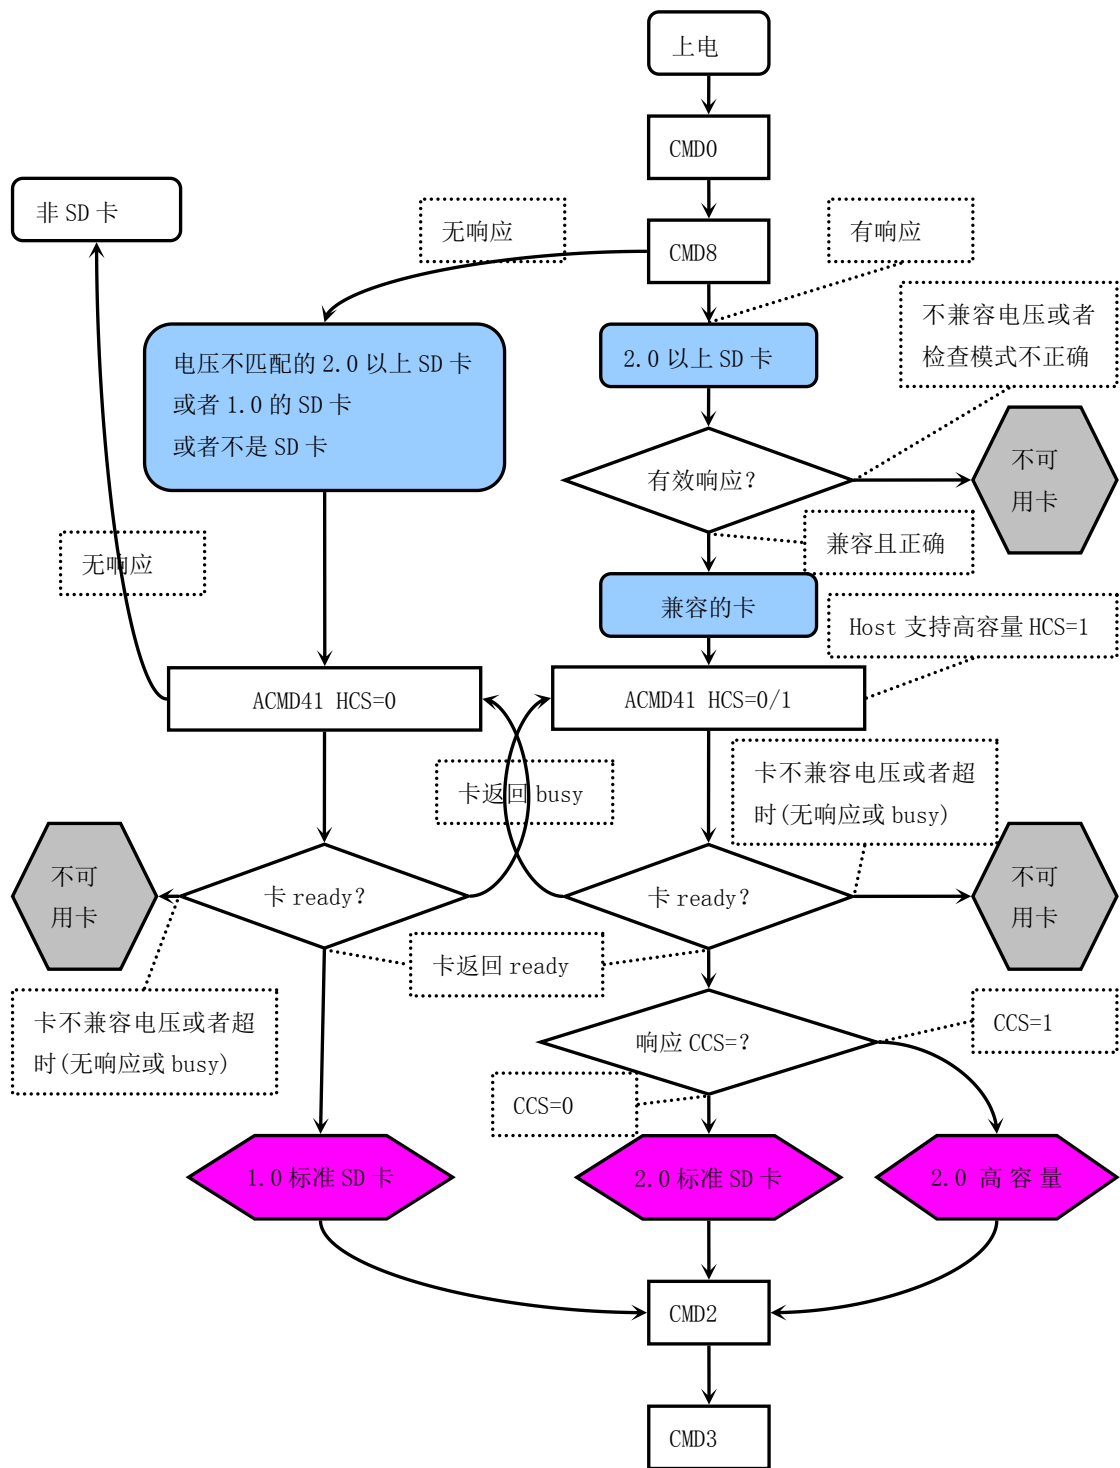 上电
CMD0
非 SD 卡
无响应
CMD8
有响应
不兼容电压或者
检查模式不正确
电压不匹配的 2.0 以上 SD 卡
或者 1.0 的 SD 卡
或者不是 SD 卡
2.0 以上 SD 卡
有效响应？
不可
用卡
无响应
兼容且正确
兼容的卡
Host 支持高容量 HCS=1
ACMD41 HCS=0
ACMD41 HCS=0/1
卡返回 busy
卡不兼容电压或者超
时(无响应或 busy)
不可
用卡
卡 ready？
卡 ready？
不可
用卡
卡返回 ready
卡不兼容电压或者超
时(无响应或 busy)
响应 CCS=？
CCS=1
CCS=0
1.0 标准 SD 卡
2.0 标准 SD 卡
2.0 高 容 量
CMD2
CMD3